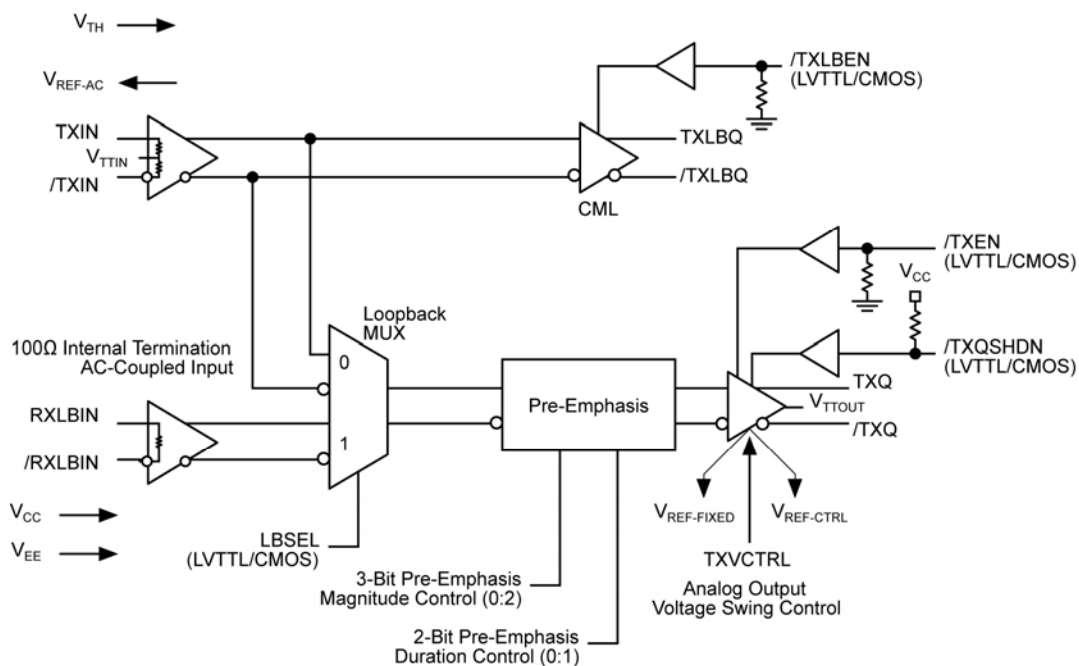 VTH
VREF-AC
TXIN
VTTIN
/TXIN
/TXLBEN
(LVTTL/CMOS)
TXLBQ
/TXLBQ
CML
/TXEN
(LVTTL/CMOS)
VCC
/TXQSHDN
(LVTTL/CMOS)
Loopback
MUX
100Ω Internal Termination
AC-Coupled Input
0
1
RXLBIN
/RXLBIN
Pre-Emphasis
TXQ
VTTOUT
/TXQ
VREF-FIXED
VREF-CTRL
VCC
VEE
LBSEL
(LVTTL/CMOS)
TXVCTRL
Analog Output
Voltage Swing Control
3-Bit Pre-Emphasis
Magnitude Control (0:2)
2-Bit Pre-Emphasis
Duration Control (0:1)